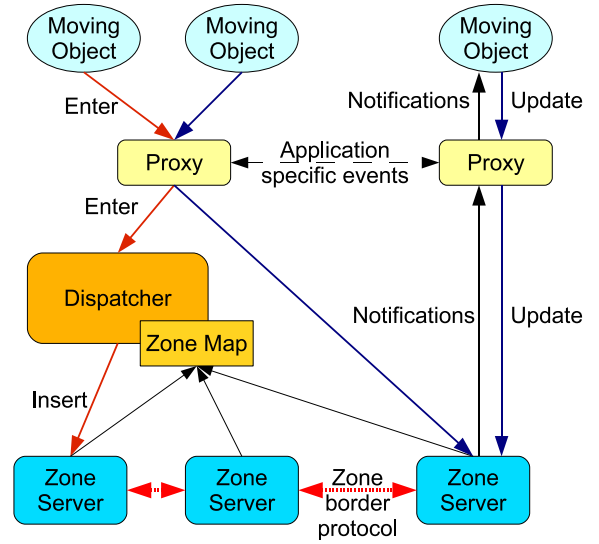 Moving
Object
Moving
Object
Moving
Object
Enter
Notifications
Update
Proxy
Application
specific events
Proxy
Enter
Dispatcher
Zone Map
Notifications
Update
Insert
Zone
Server
Zone
Server
Zone
border
protocol
Zone
Server